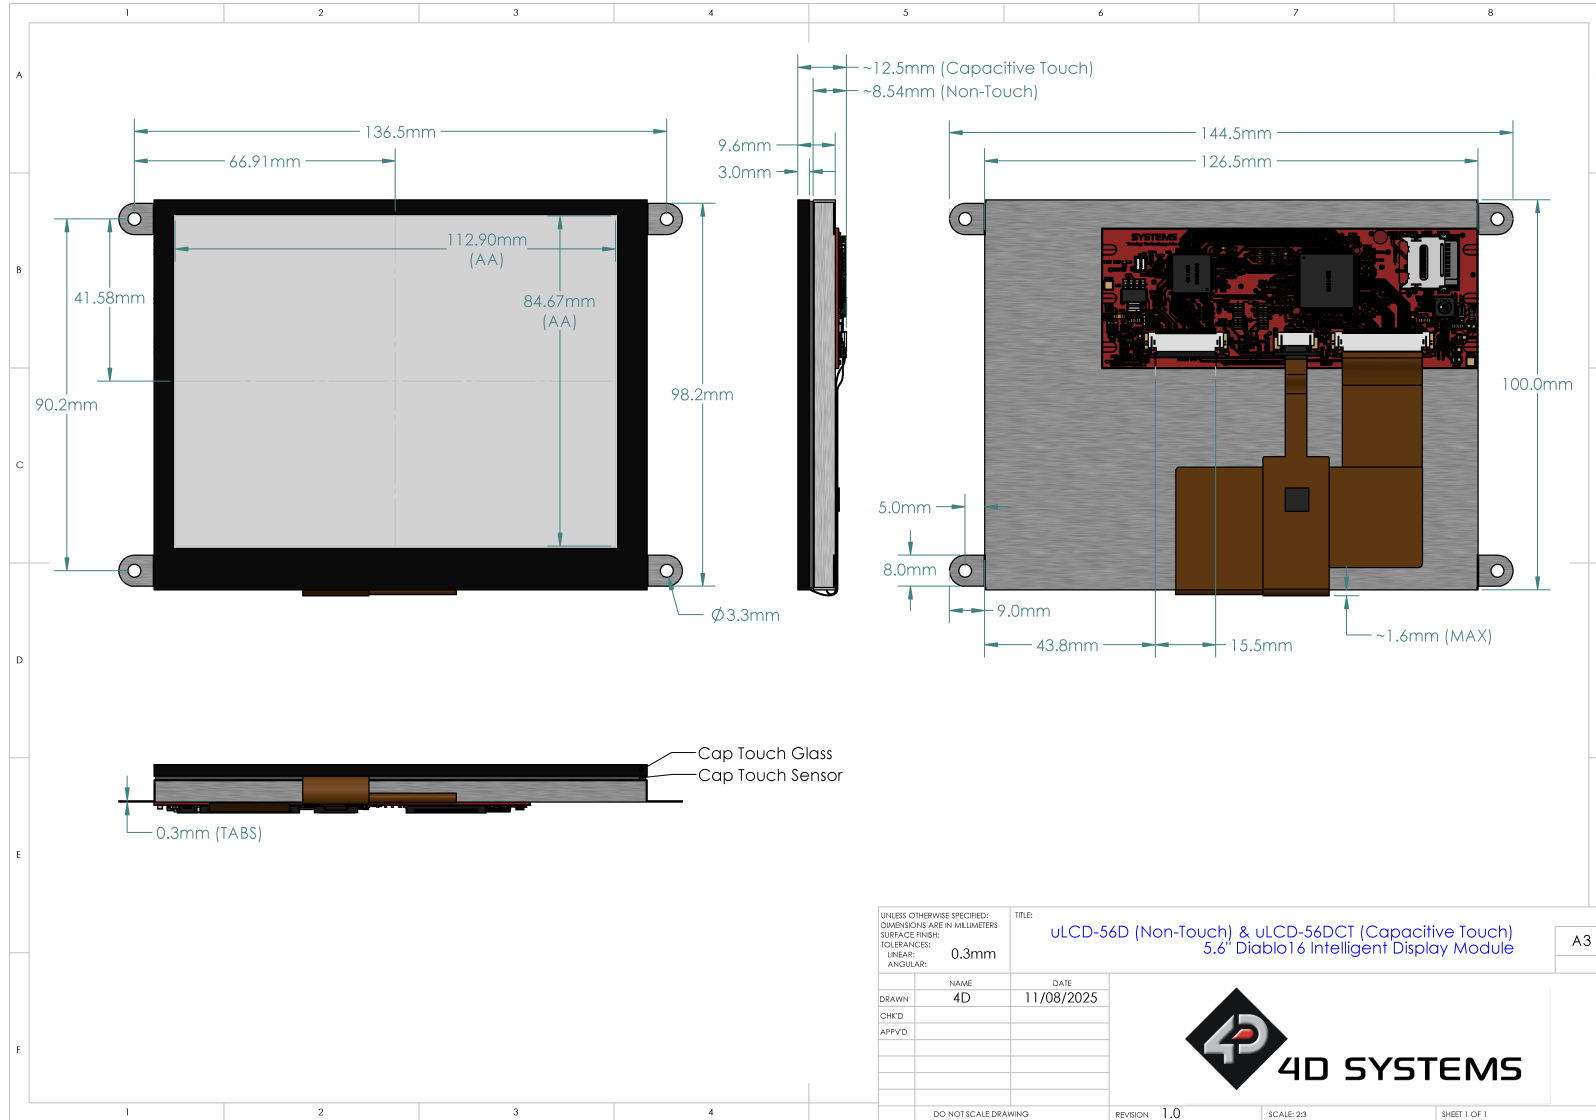 1 2 3 4 5 6 7 8
A
B
C
D
E
F
136.5mm
66.91mm
112.90mm
(AA)
84.67mm
(AA)
41.58mm
90.2mm
98.2mm
Ø3.3mm
~12.5mm (Capacitive Touch)
~8.54mm (Non-Touch)
9.6mm
3.0mm
144.5mm
126.5mm
SYSTEMS
100.0mm
5.0mm
8.0mm
9.0mm
43.8mm
15.5mm
~1.6mm (MAX)
Cap Touch Glass
Cap Touch Sensor
0.3mm (TABS)
UNLESS OTHERWISE SPECIFIED:
DIMENSIONS ARE IN MILLIMETERS
SURFACE FINISH:
TOLERANCES:
LINEAR: 0.3mm
ANGULAR:
TITLE:
uLCD-56D (Non-Touch) & uLCD-56DCT (Capacitive Touch)
5.6" Diablo16 Intelligent Display Module
A3
NAME DATE
DRAWN 4D 11/08/2025
CHK'D
APPV'D
4D SYSTEMS
DO NOT SCALE DRAWING
REVISION 1.0
SCALE: 2:3
SHEET 1 OF 1
1 2 3 4